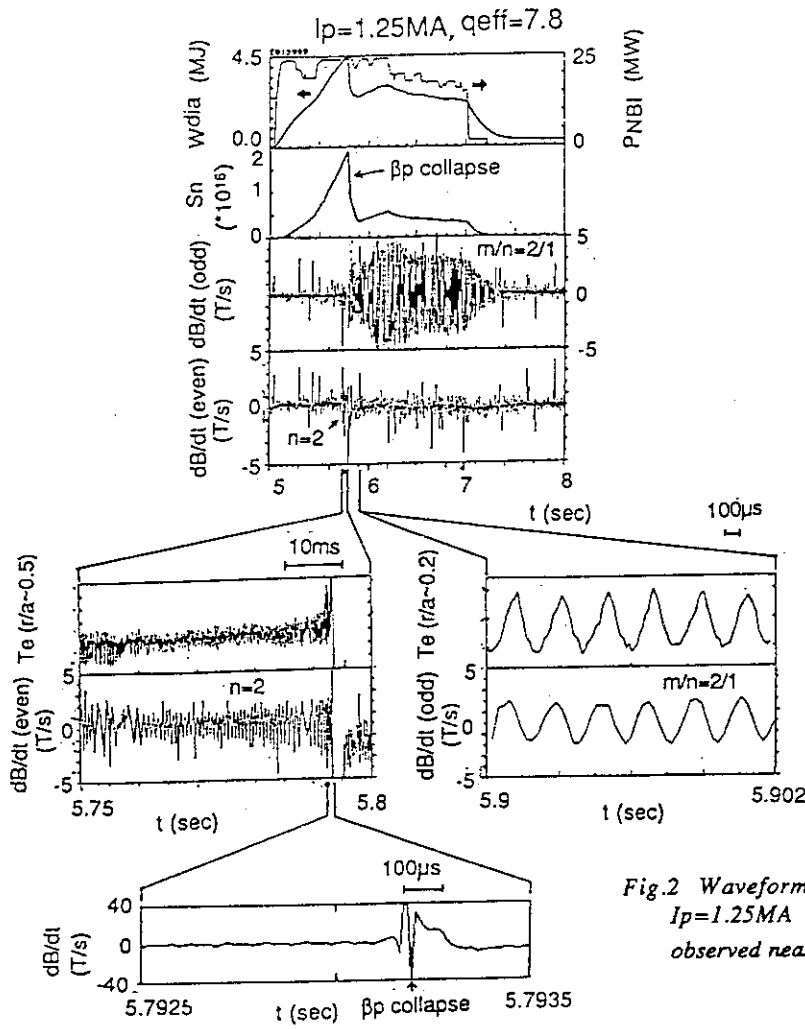 Ip=1.25MA, qeff=7.8
Wdia (MJ)
4.5
0.0
25
0
PNBI (MW)
Sn
(*10¹⁶)
2
1
0
βp collapse
dB/dt (odd)
(T/s)
5
0
-5
m/n=2/1
dB/dt (even)
(T/s)
5
0
-5
n=2
5 6 7 8
t (sec)
10ms
100μs
Te (r/a~0.5)
dB/dt (even)
(T/s)
5
0
-5
n=2
5.75 5.8
t (sec)
Te (r/a~0.2)
dB/dt (odd)
(T/s)
5
0
-5
m/n=2/1
5.9 5.902
t (sec)
100μs
dB/dt
(T/s)
40
0
-40
5.7925 t (sec) βp collapse 5.7935
Fig.2 Waveform
Ip=1.25MA
observed nea